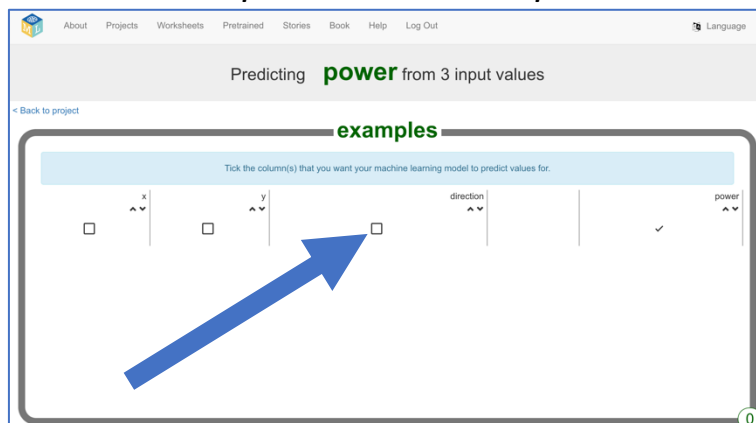 About Projects Worksheets Pretrained Stories Book Help Log Out Language
Predicting power from 3 input values
< Back to project
examples
Tick the column(s) that you want your machine learning model to predict values for.
x y direction power
0